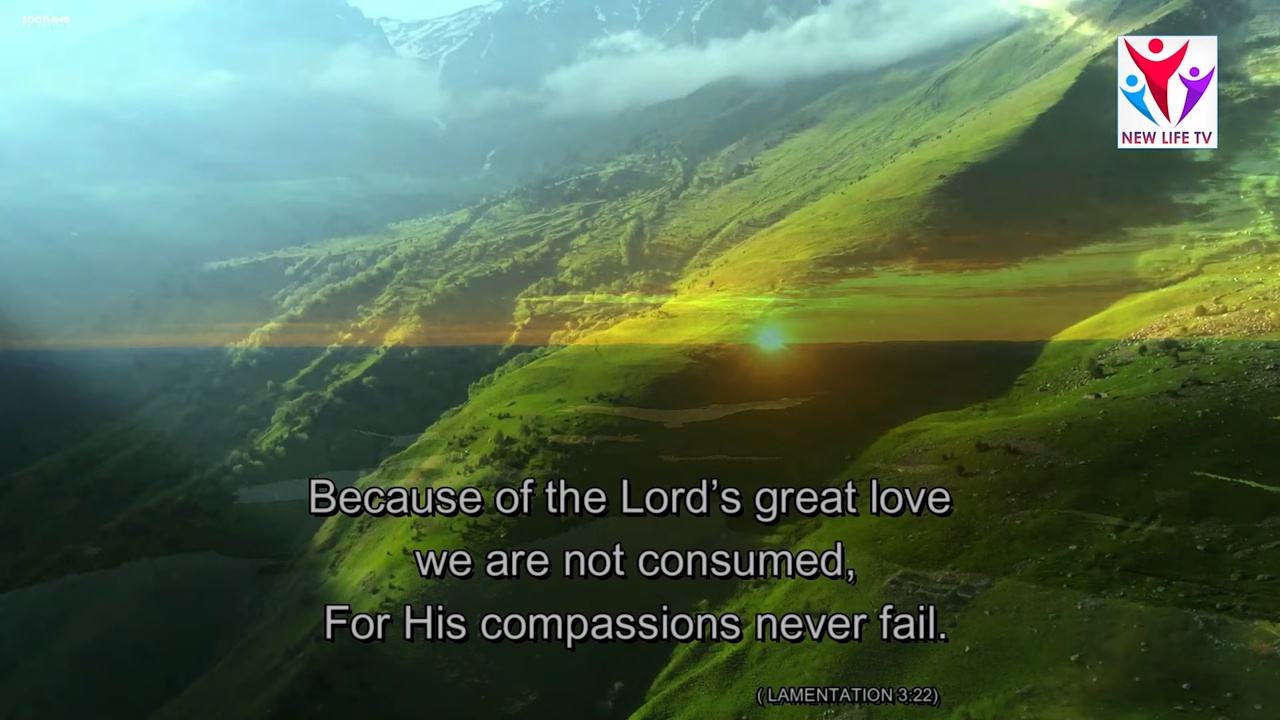 SOOTHING
NEW LIFE TV
Because of the Lord’s great love
we are not consumed,
For His compassions never fail.
( LAMENTATION 3:22)